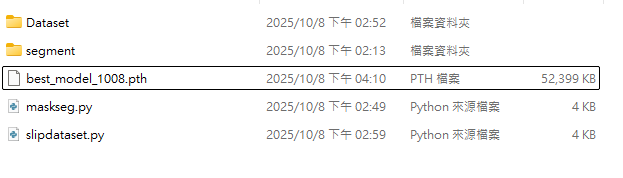 Dataset 2025/10/8 下午 02:52 檔案資料夾
segment 2025/10/8 下午 02:13 檔案資料夾
best_model_1008.pth 2025/10/8 下午 04:10 PTH 檔案 52,399 KB
maskseg.py 2025/10/8 下午 02:49 Python 來源檔案 4 KB
slipdataset.py 2025/10/8 下午 02:59 Python 來源檔案 4 KB